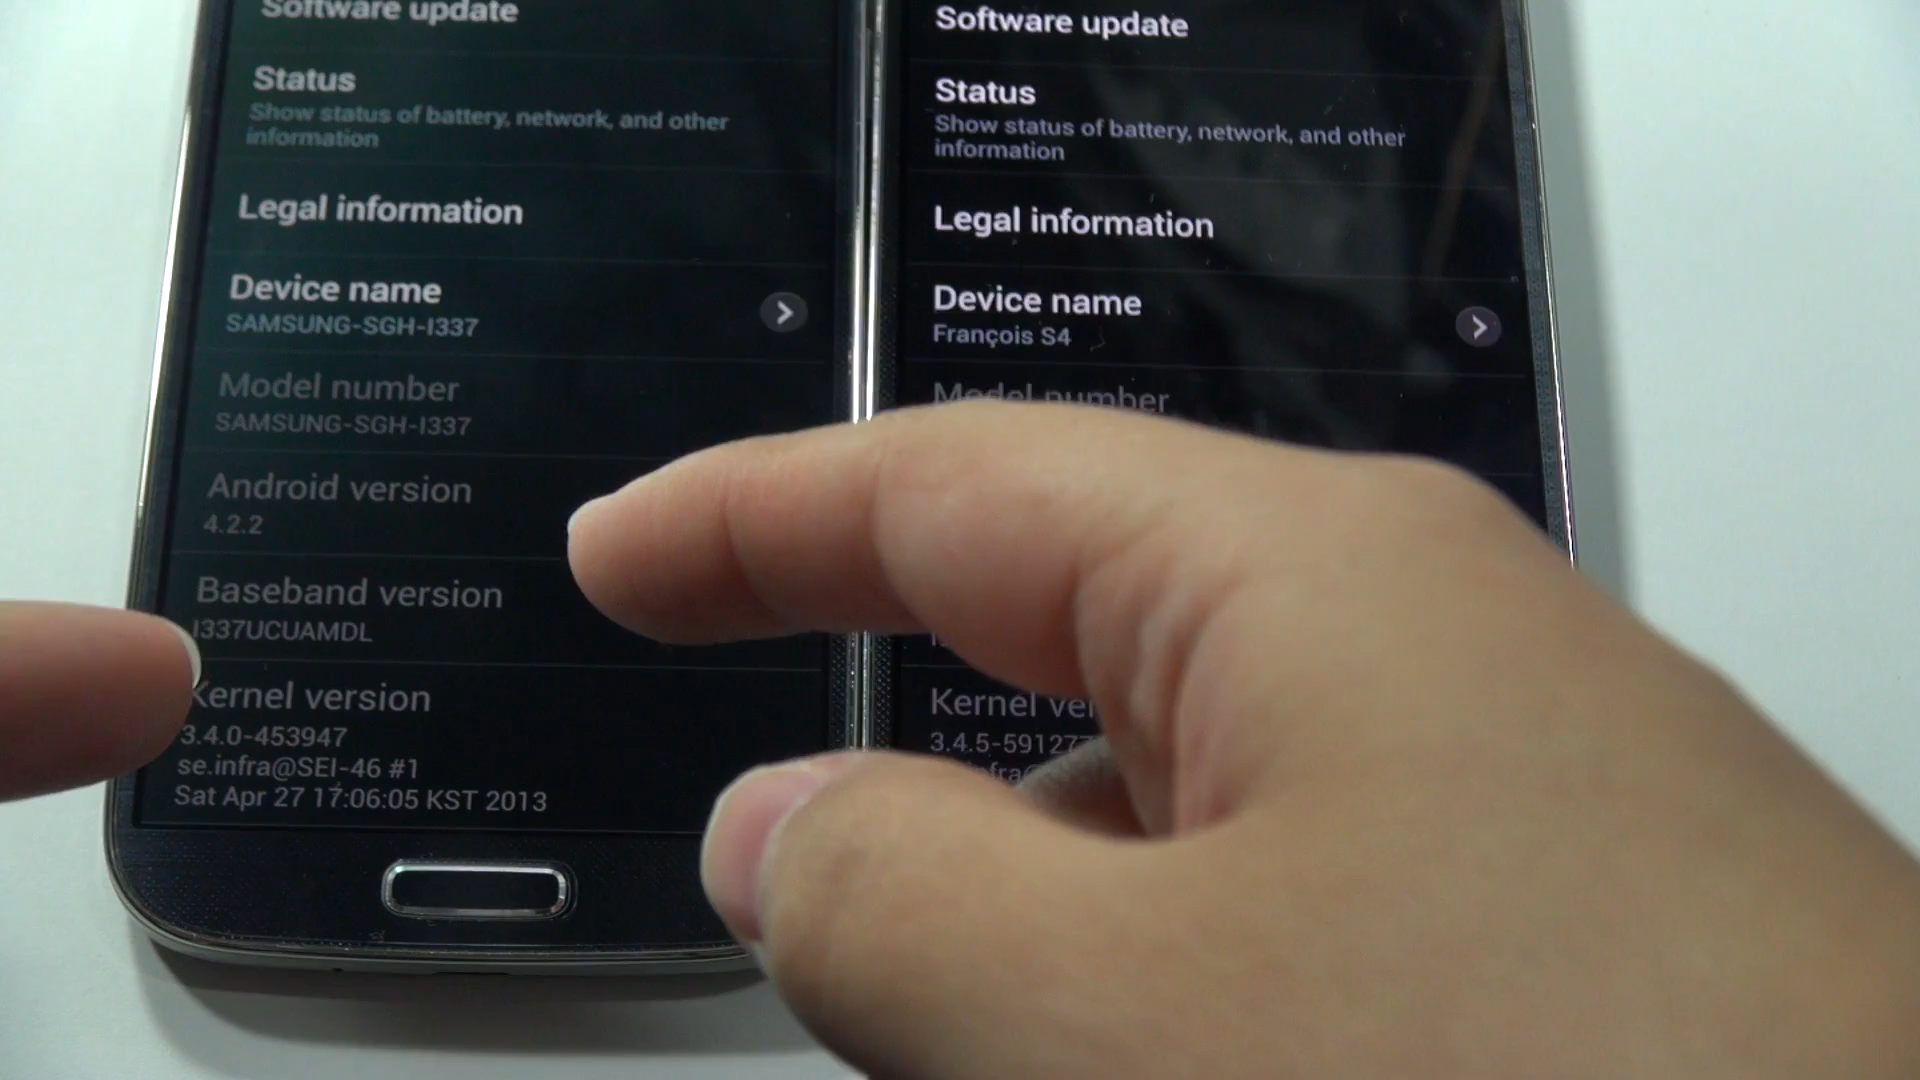 Software update
Status
Show status of battery, network, and other
information
Legal information
Device name
SAMSUNG-SGH-I337
Model number
SAMSUNG-SGH-I337
Android version
4.2.2
Baseband version
I337UCUAMDL
Kernel version
3.4.0-453947
se.infra@SEI-46 #1
Sat Apr 27 17:06:05 KST 2013
Software update
Status
Show status of battery, network, and other
information
Legal information
Device name
François S4
Model number
Kernel